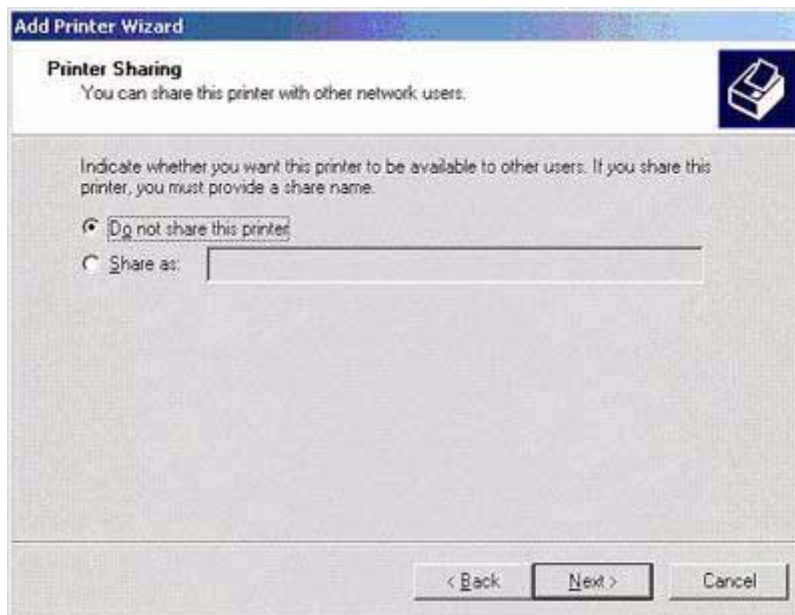 Add Printer Wizard
Printer Sharing
You can share this printer with other network users.
Indicate whether you want this printer to be available to other users. If you share this
printer, you must provide a share name.
Do not share this printer
Share as:
< Back Next > Cancel